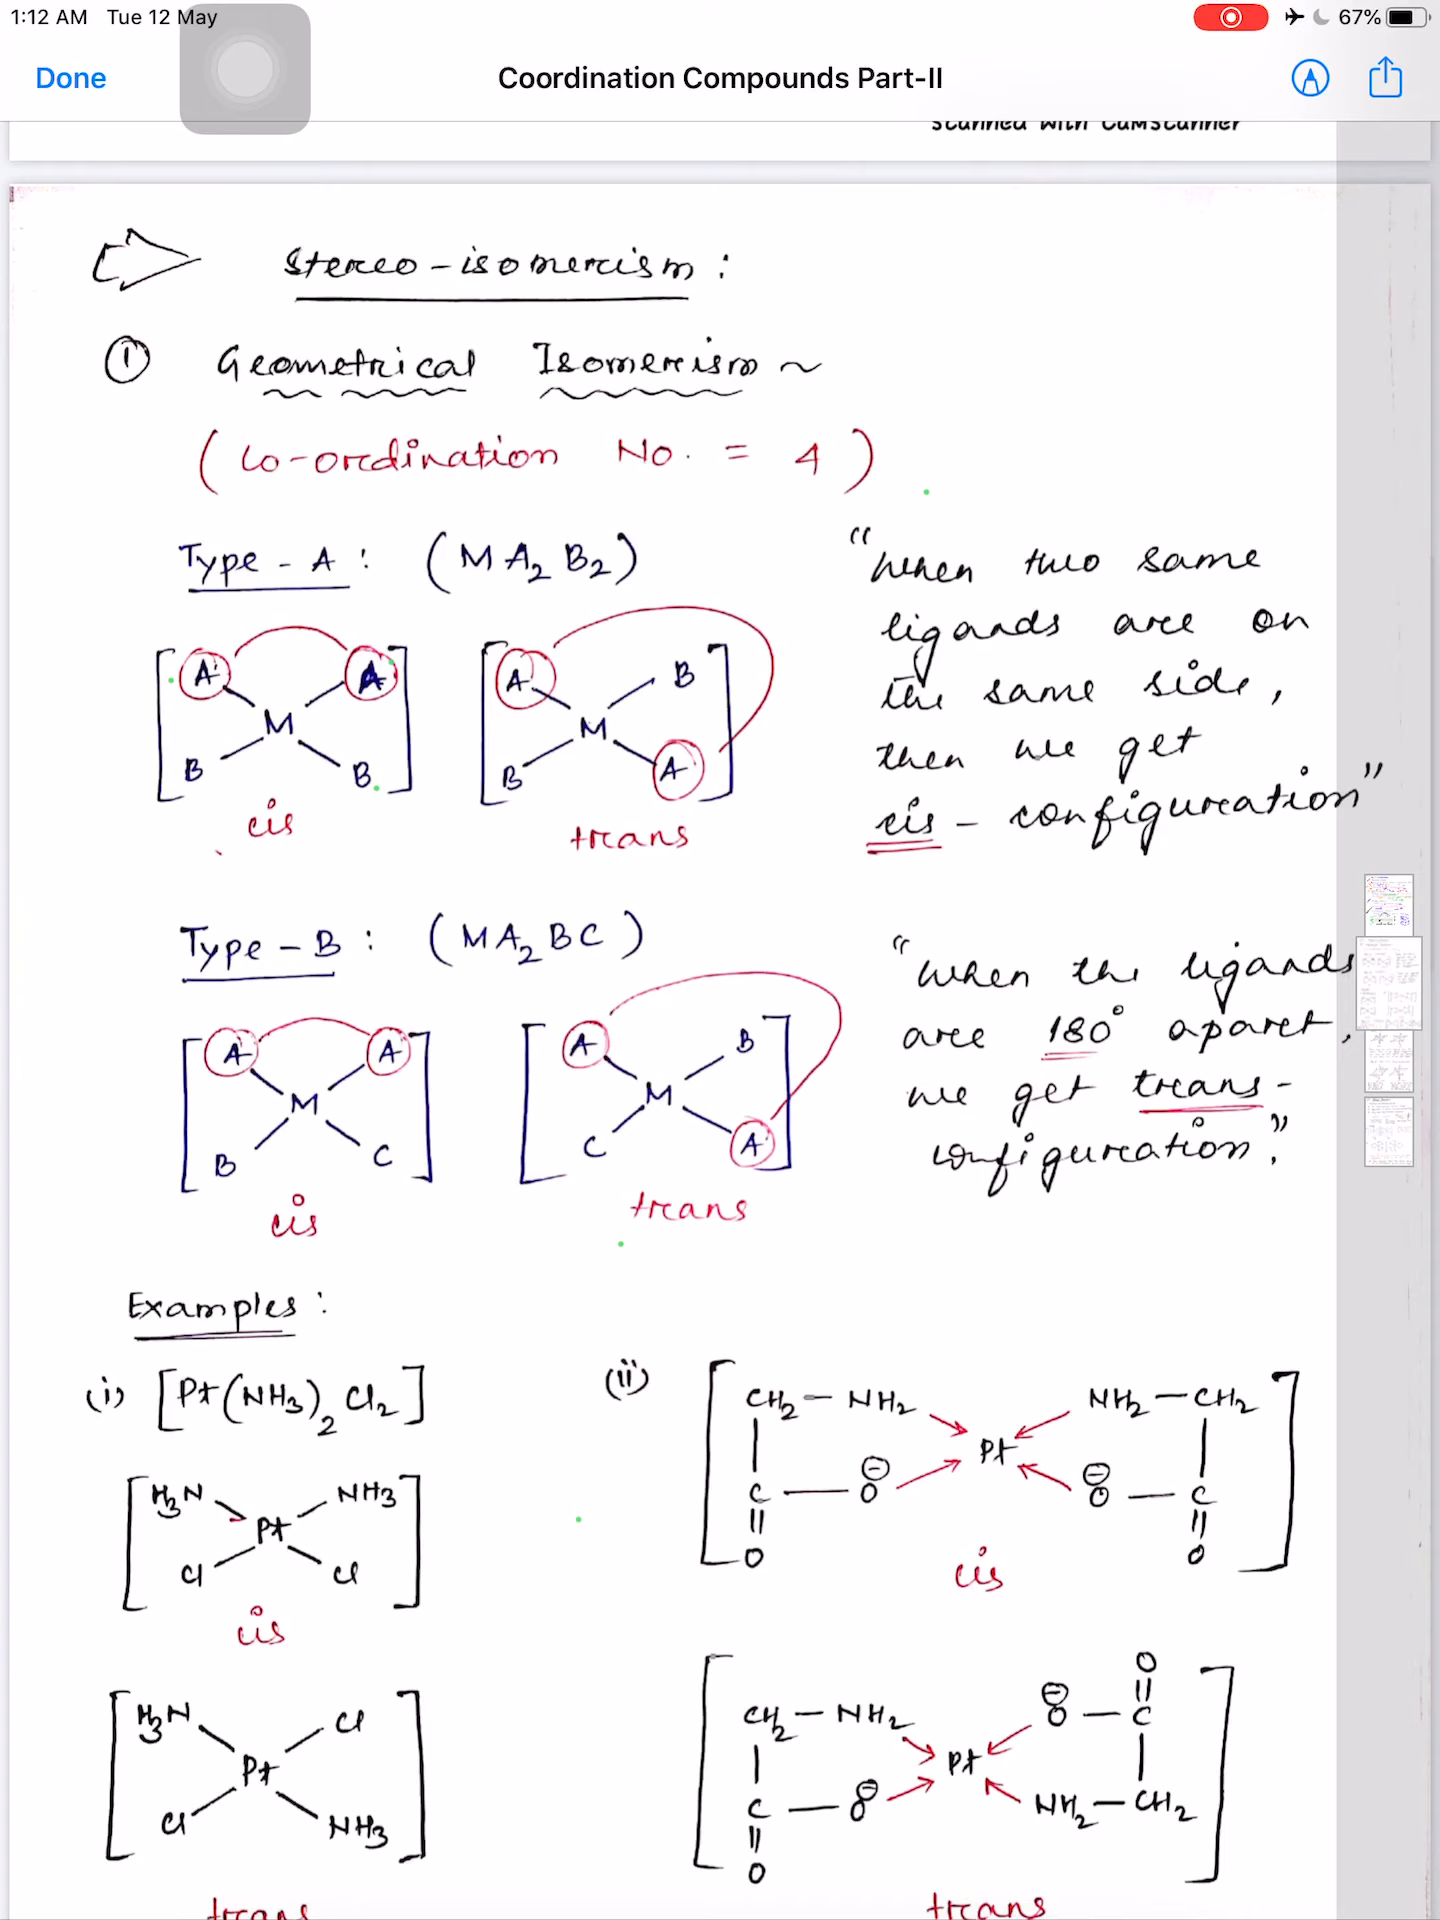 1:12 AM Tue 12 May
67%
Done
Coordination Compounds Part-II
Scanned with CamScanner
Stereo-isomerism :
① Geometrical Isomerism ~
(Co-ordination No. = 4)
Type - A : (MA₂B₂)
A A
M
B B
cis
A B
M
B A
trans
"when two same
ligands are on
the same side,
then we get
cis - configuration"
Type - B : (MA₂BC)
A A
M
B C
cis
A B
M
C A
trans
"when the ligands
are 180° apart,
we get trans-
configuration."
Examples :
(i) [Pt(NH₃)₂Cl₂]
H₃N NH₃
Pt
Cl Cl
cis
H₃N Cl
Pt
Cl NH₃
trans
(ii)
CH₂ — NH₂ NH₂ — CH₂
Pt
C — O⊖ ⊖O — C
O O
cis
O
CH₂ — NH₂ ⊖O — C
Pt
C — O⊖ NH₂ — CH₂
O
trans